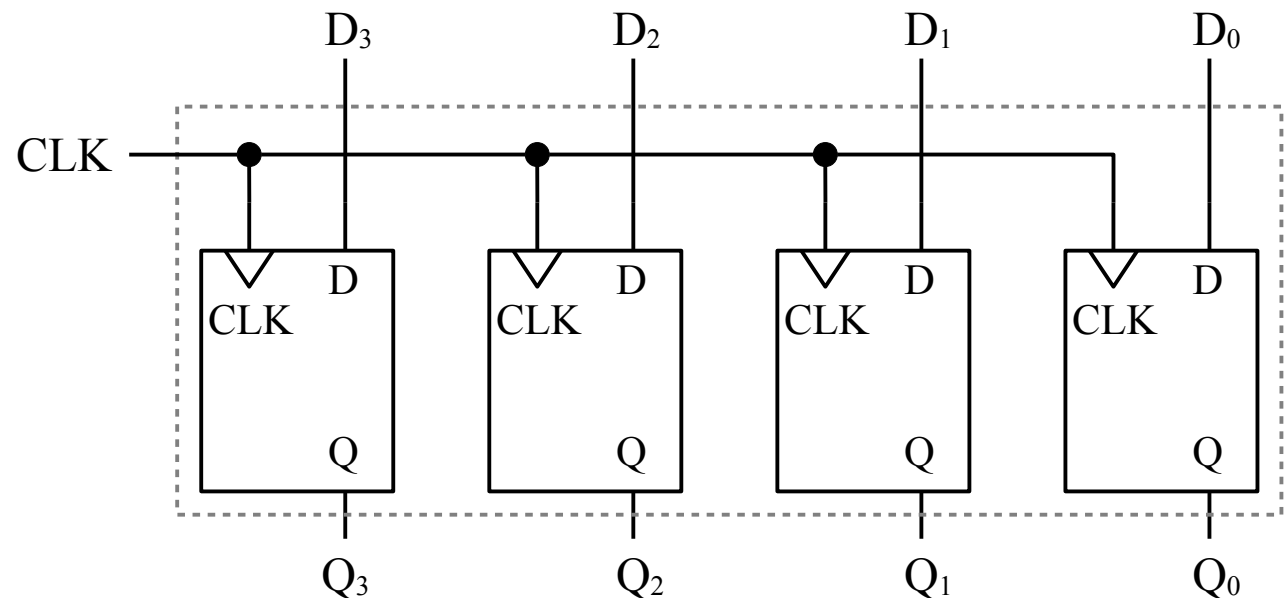 D₃ D₂ D₁ D₀
CLK
D D D D
CLK CLK CLK CLK
Q Q Q Q
Q₃ Q₂ Q₁ Q₀